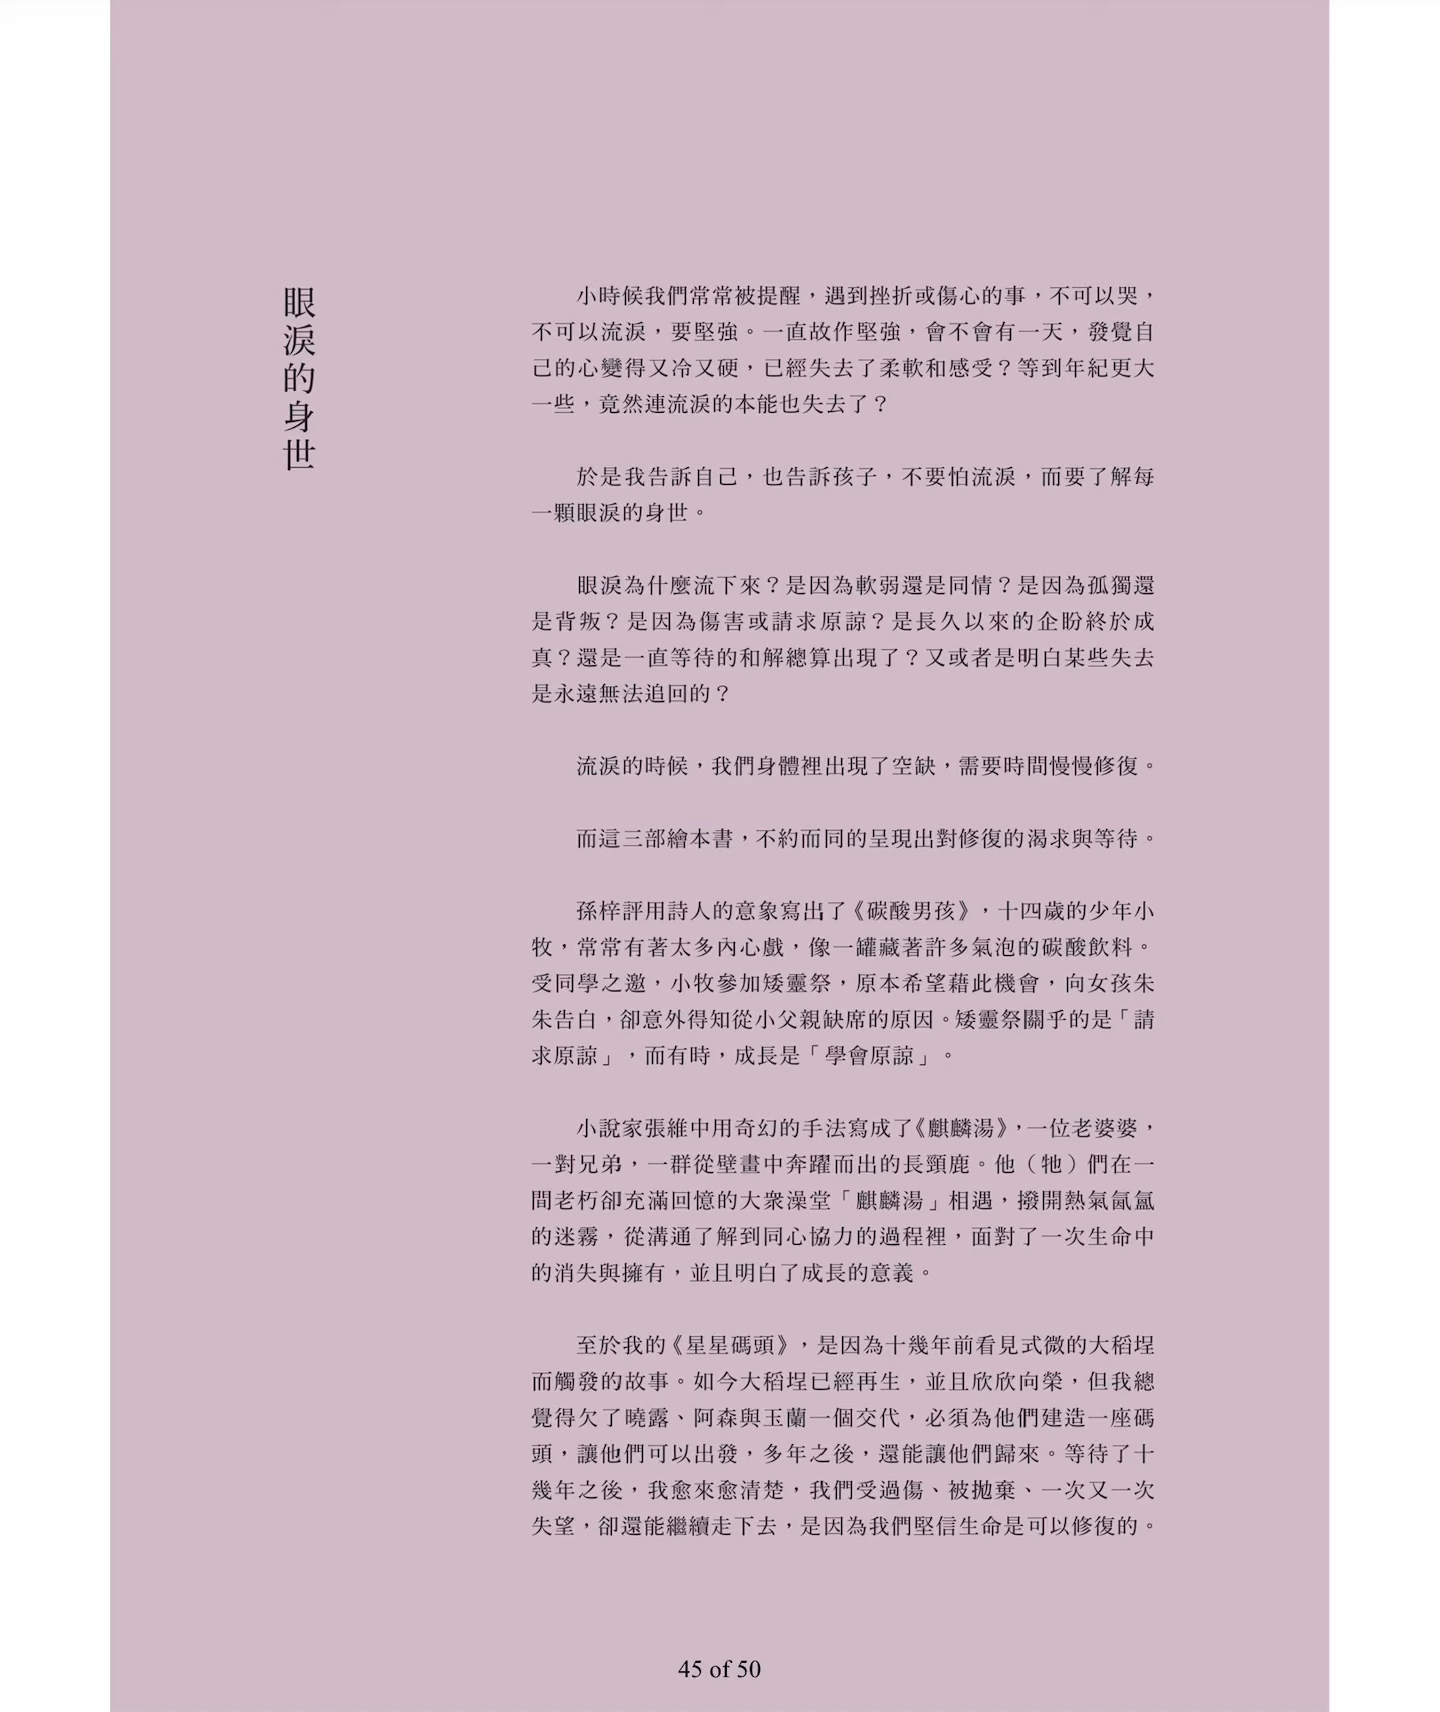 眼淚的身世
小時候我們常常被提醒，遇到挫折或傷心的事，不可以哭，
不可以流淚，要堅強。一直故作堅強，會不會有一天，發覺自
己的心變得又冷又硬，已經失去了柔軟和感受？等到年紀更大
一些，竟然連流淚的本能也失去了？
於是我告訴自己，也告訴孩子，不要怕流淚，而要了解每
一顆眼淚的身世。
眼淚為什麼流下來？是因為軟弱還是同情？是因為孤獨還
是背叛？是因為傷害或請求原諒？是長久以來的企盼終於成
真？還是一直等待的和解總算出現了？又或者是明白某些失去
是永遠無法追回的？
流淚的時候，我們身體裡出現了空缺，需要時間慢慢修復。
而這三部繪本書，不約而同的呈現出對修復的渴求與等待。
孫梓評用詩人的意象寫出了《碳酸男孩》，十四歲的少年小
牧，常常有著太多內心戲，像一罐藏著許多氣泡的碳酸飲料。
受同學之邀，小牧參加矮靈祭，原本希望藉此機會，向女孩朱
朱告白，卻意外得知從小父親缺席的原因。矮靈祭關乎的是「請
求原諒」，而有時，成長是「學會原諒」。
小說家張維中用奇幻的手法寫成了《麒麟湯》，一位老婆婆，
一對兄弟，一群從壁畫中奔躍而出的長頸鹿。他（牠）們在一
間老朽卻充滿回憶的大眾澡堂「麒麟湯」相遇，撥開熱氣氤氳
的迷霧，從溝通了解到同心協力的過程裡，面對了一次生命中
的消失與擁有，並且明白了成長的意義。
至於我的《星星碼頭》，是因為十幾年前看見式微的大稻埕
而觸發的故事。如今大稻埕已經再生，並且欣欣向榮，但我總
覺得欠了曉露、阿森與玉蘭一個交代，必須為他們建造一座碼
頭，讓他們可以出發，多年之後，還能讓他們歸來。等待了十
幾年之後，我愈來愈清楚，我們受過傷、被拋棄、一次又一次
失望，卻還能繼續走下去，是因為我們堅信生命是可以修復的。
45 of 50